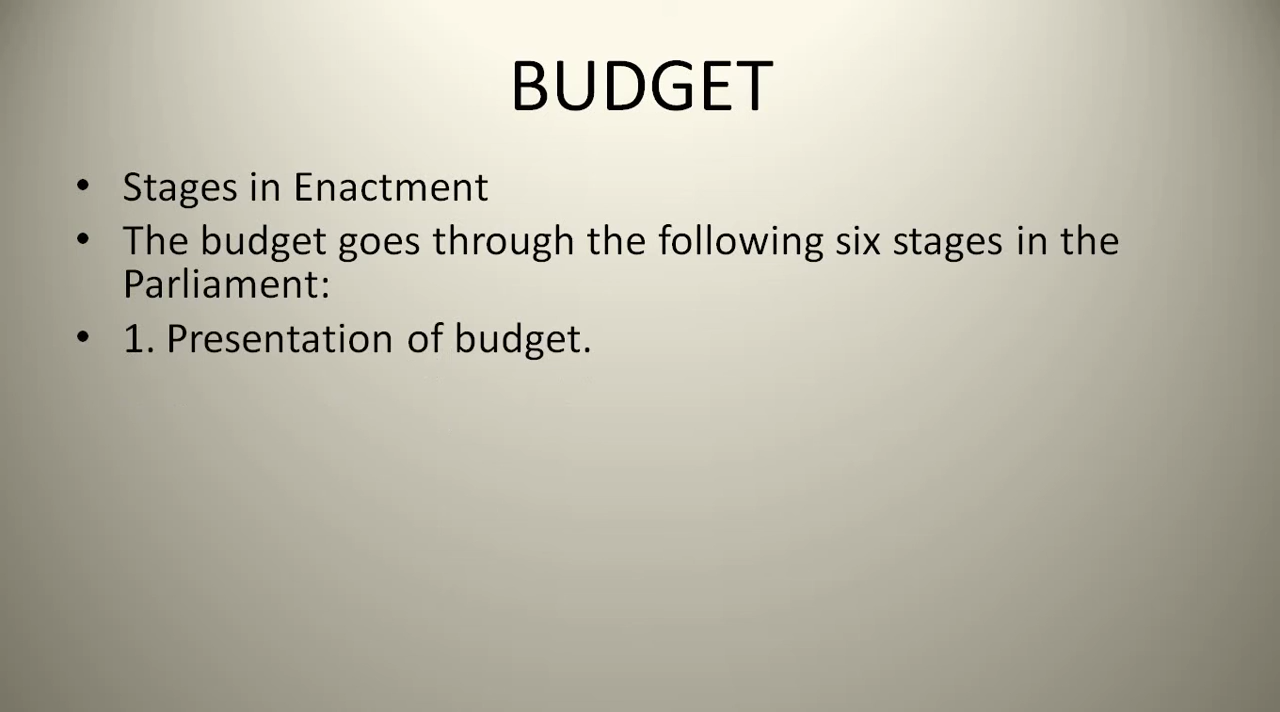 BUDGET
• Stages in Enactment
• The budget goes through the following six stages in the
Parliament:
• 1. Presentation of budget.